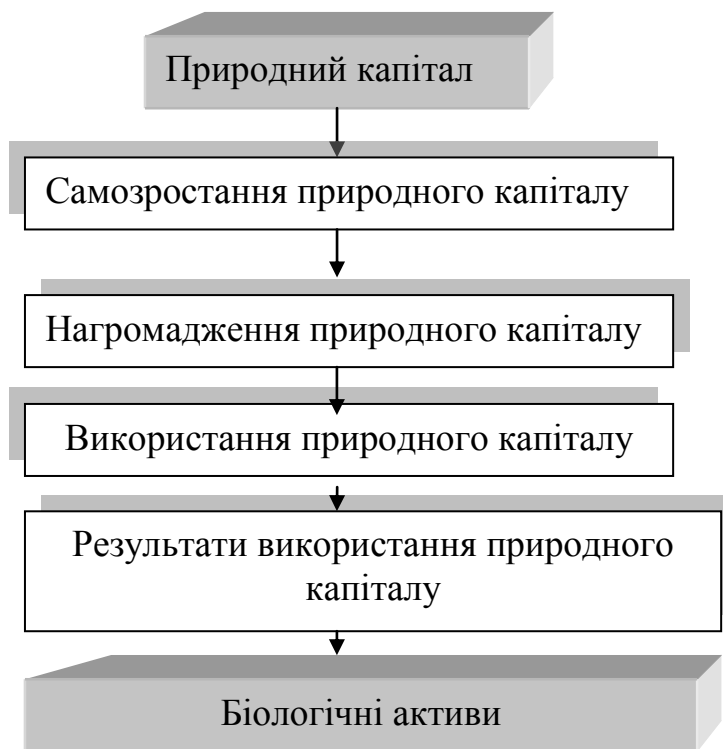 Природний капітал
Самозростання природного капіталу
Нагромадження природного капіталу
Використання природного капіталу
Результати використання природного
капіталу
Біологічні активи